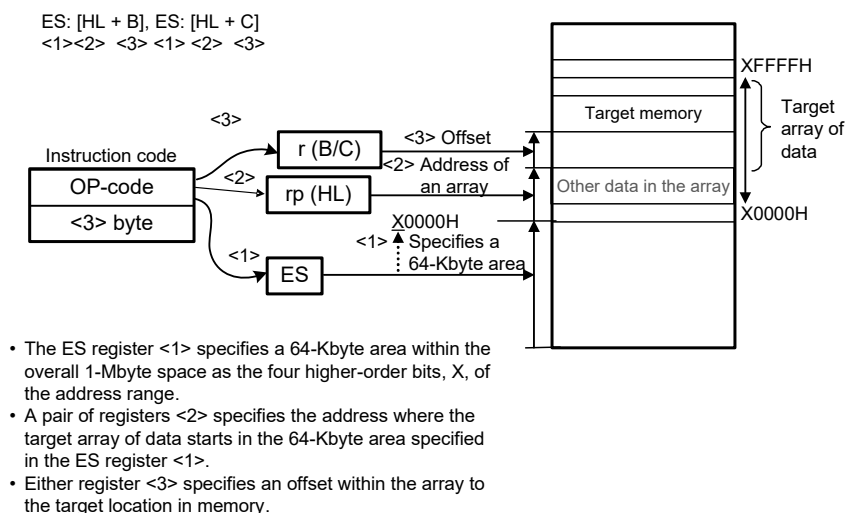 ES: [HL + B], ES: [HL + C]
<1><2> <3> <1> <2> <3>
XFFFFH
Target memory
Target
array of
data
<3>
r (B/C)
<3> Offset
Instruction code
<2> Address of
an array
OP-code
<2>
rp (HL)
Other data in the array
<3> byte
X0000H
X0000H
<1> Specifies a
64-Kbyte area
<1>
ES
• The ES register <1> specifies a 64-Kbyte area within the
overall 1-Mbyte space as the four higher-order bits, X, of
the address range.
• A pair of registers <2> specifies the address where the
target array of data starts in the 64-Kbyte area specified
in the ES register <1>.
• Either register <3> specifies an offset within the array to
the target location in memory.